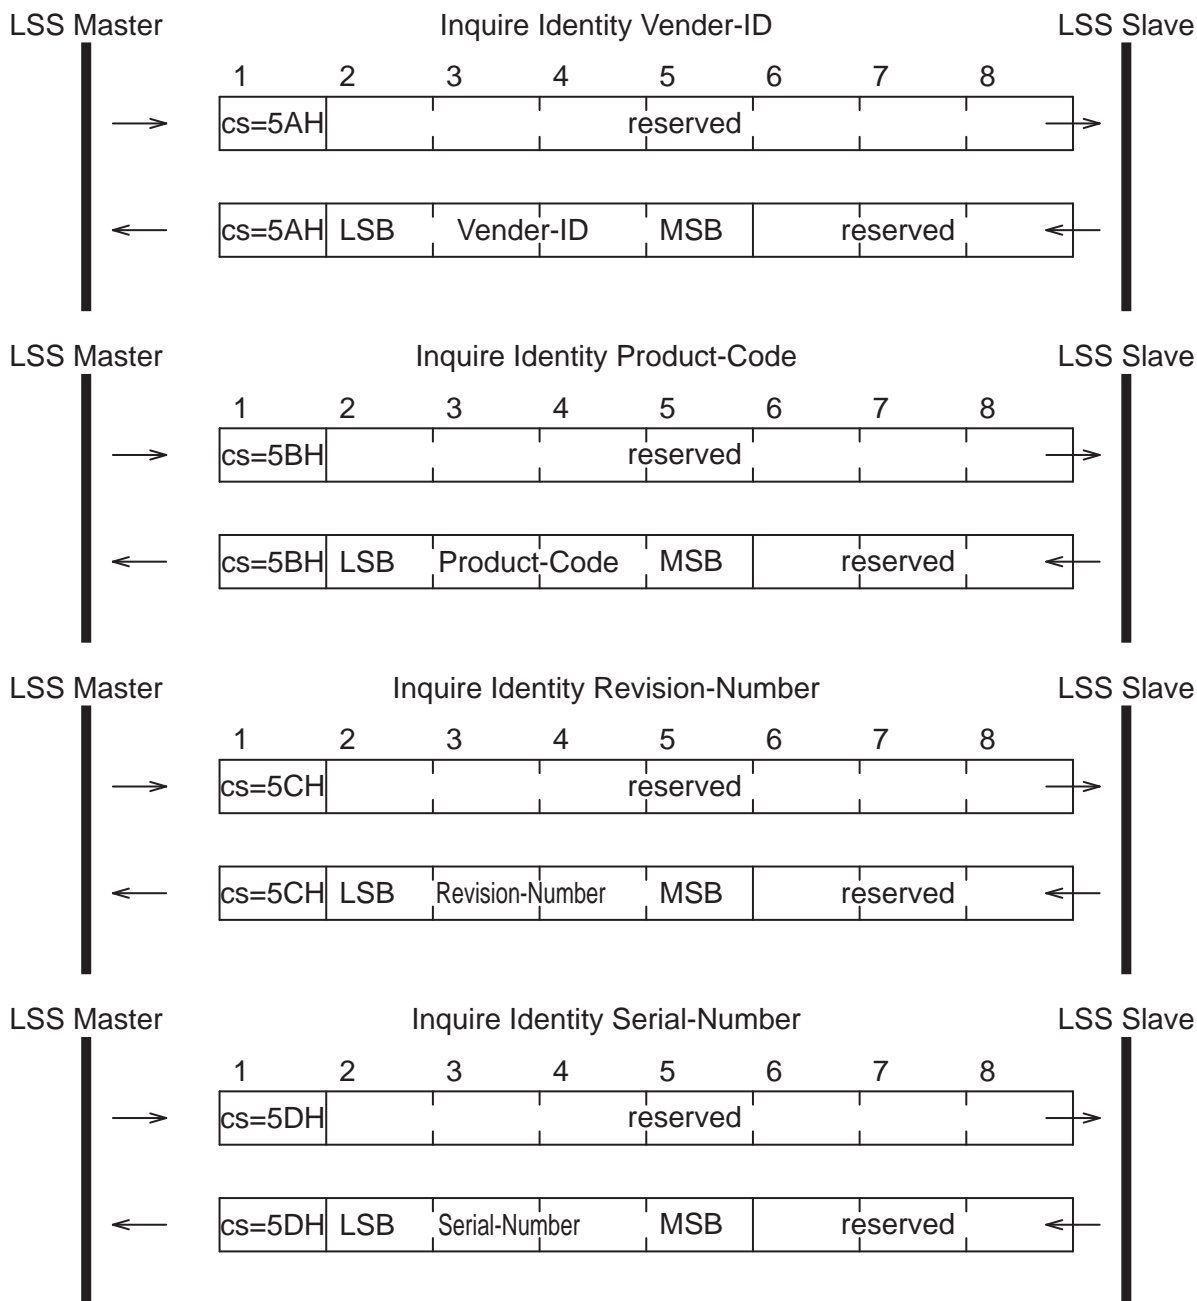 LSS Master Inquire Identity Vender-ID LSS Slave
1 2 3 4 5 6 7 8
cs=5AH reserved
cs=5AH LSB Vender-ID MSB reserved
LSS Master Inquire Identity Product-Code LSS Slave
1 2 3 4 5 6 7 8
cs=5BH reserved
cs=5BH LSB Product-Code MSB reserved
LSS Master Inquire Identity Revision-Number LSS Slave
1 2 3 4 5 6 7 8
cs=5CH reserved
cs=5CH LSB Revision-Number MSB reserved
LSS Master Inquire Identity Serial-Number LSS Slave
1 2 3 4 5 6 7 8
cs=5DH reserved
cs=5DH LSB Serial-Number MSB reserved